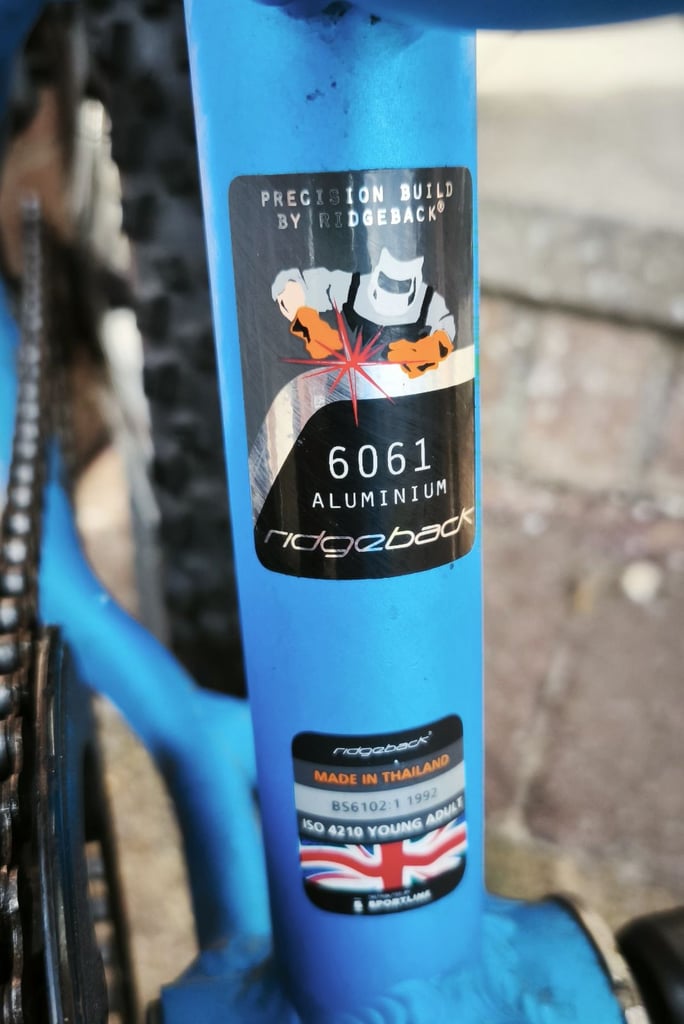 PRECISION BUILD
BY RIDGEBACK®
6061
ALUMINIUM
ridgeback
ridgeback®
MADE IN THAILAND
BS6102:1 1992
ISO 4210 YOUNG ADULT
SPORTLINE